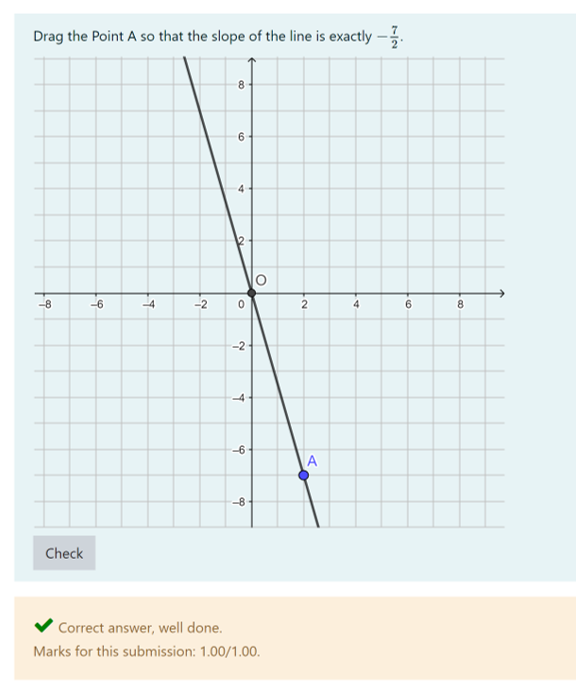 Drag the Point A so that the slope of the line is exactly −7/2.
8
6
4
2
O
−8 −6 −4 −2 0 2 4 6 8
−2
−4
−6
A
−8
Check
Correct answer, well done.
Marks for this submission: 1.00/1.00.